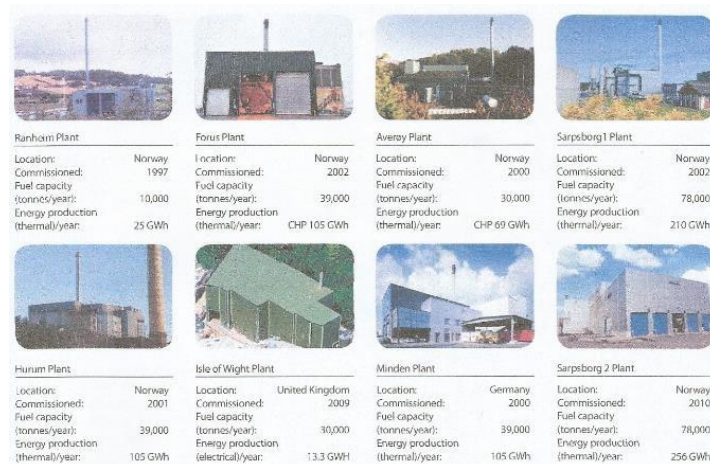 Ranheim Plant
Location: Norway
Commissioned: 1997
Fuel capacity
(tonnes/year): 10,000
Energy production
(thermal)/year: 25 GWh
Forus Plant
Location: Norway
Commissioned: 2002
Fuel capacity
(tonnes/year): 39,000
Energy production
(thermal)/year: CHP 105 GWh
Averøy Plant
Location: Norway
Commissioned: 2000
Fuel capacity
(tonnes/year): 30,000
Energy production
(thermal)/year: CHP 69 GWh
Sarpsborg1 Plant
Location: Norway
Commissioned: 2002
Fuel capacity
(tonnes/year): 78,000
Energy production
(thermal)/year: 210 GWh
Hurum Plant
Location: Norway
Commissioned: 2001
Fuel capacity
(tonnes/year): 39,000
Energy production
(thermal)/year: 105 GWh
Isle of Wight Plant
Location: United Kingdom
Commissioned: 2009
Fuel capacity
(tonnes/year): 30,000
Energy production
(electrical)/year: 13.3 GWH
Minden Plant
Location: Germany
Commissioned: 2000
Fuel capacity
(tonnes/year): 39,000
Energy production
(thermal)/year: 105 GWh
Sarpsborg 2 Plant
Location: Norway
Commissioned: 2010
Fuel capacity
(tonnes/year): 78,000
Energy production
(thermal)/year: 256 GWh